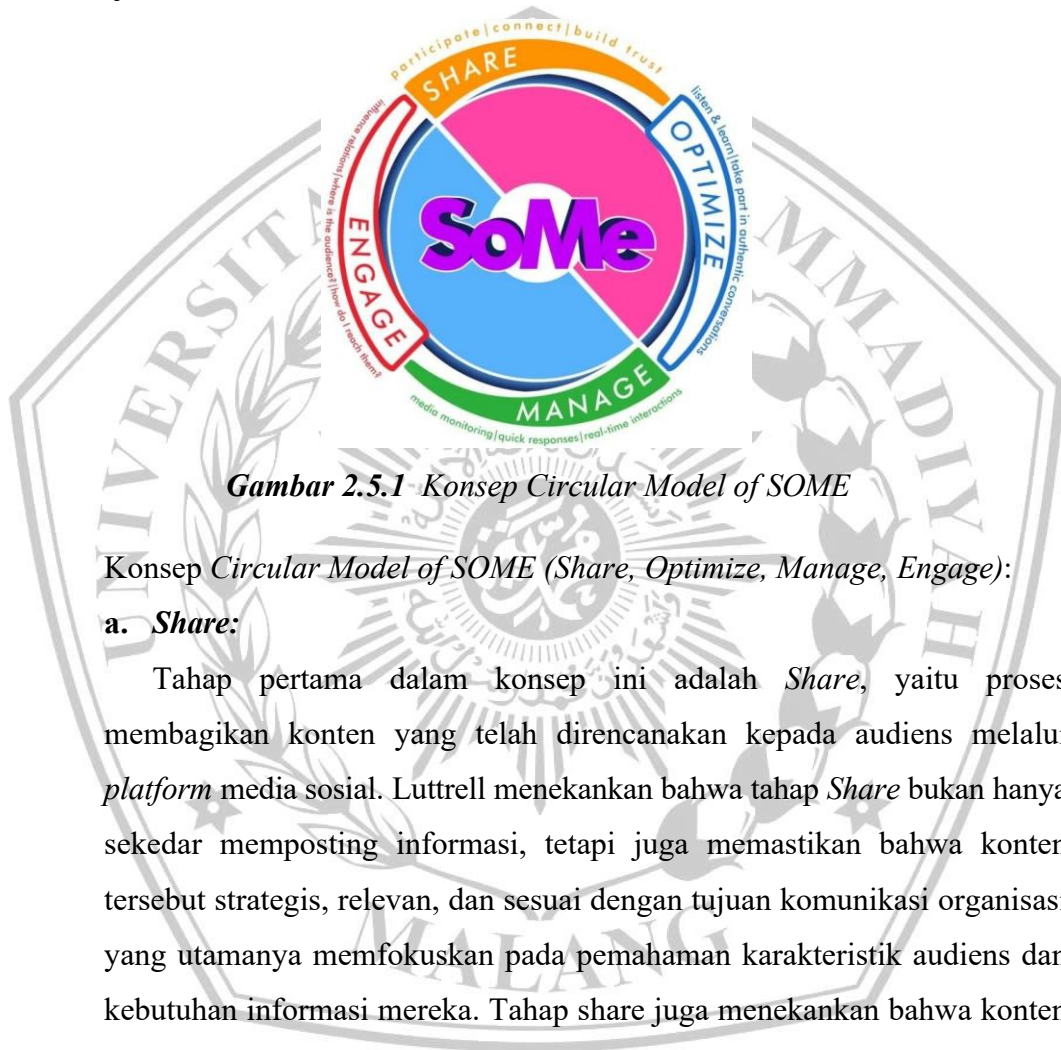 participate|connect|build trust
SHARE
listen & learn|take part in authentic conversations
OPTIMIZE
influence relations|where is the audience?|how do I reach them?
ENGAGE
SoMe
MANAGE
media monitoring|quick responses|real-time interactions
UNIVERSITA MMADIYAH
MALANG
Gambar 2.5.1 Konsep Circular Model of SOME
Konsep Circular Model of SOME (Share, Optimize, Manage, Engage):
a. Share:
Tahap pertama dalam konsep ini adalah Share, yaitu proses
membagikan konten yang telah direncanakan kepada audiens melalui
platform media sosial. Luttrell menekankan bahwa tahap Share bukan hanya
sekedar memposting informasi, tetapi juga memastikan bahwa konten
tersebut strategis, relevan, dan sesuai dengan tujuan komunikasi organisasi
yang utamanya memfokuskan pada pemahaman karakteristik audiens dan
kebutuhan informasi mereka. Tahap share juga menekankan bahwa konten